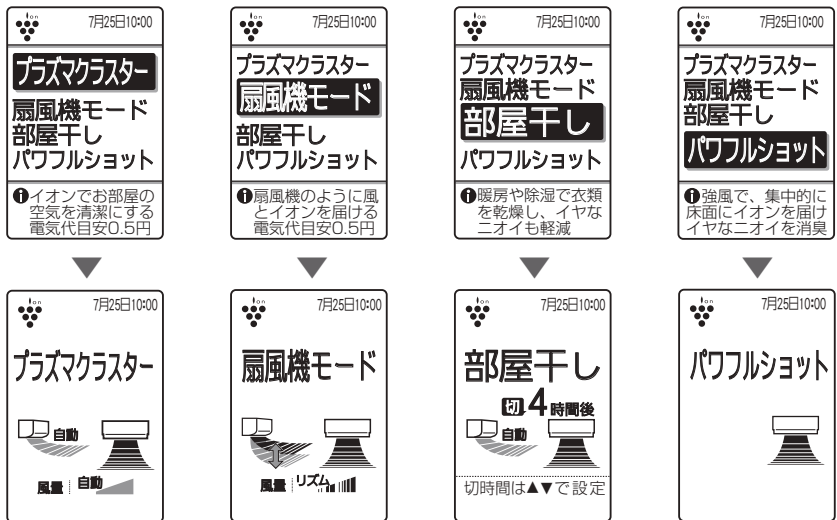 ion
7月25日10:00
プラズマクラスター
扇風機モード
部屋干し
パワフルショット
iイオンでお部屋の
空気を清潔にする
電気代目安0.5円
ion
7月25日10:00
プラズマクラスター
扇風機モード
部屋干し
パワフルショット
i扇風機のように風
とイオンを届ける
電気代目安0.5円
ion
7月25日10:00
プラズマクラスター
扇風機モード
部屋干し
パワフルショット
i暖房や除湿で衣類
を乾燥し、イヤな
ニオイも軽減
ion
7月25日10:00
プラズマクラスター
扇風機モード
部屋干し
パワフルショット
i強風で、集中的に
床面にイオンを届け
イヤなニオイを消臭
ion
7月25日10:00
プラズマクラスター
自動
風量 自動
ion
7月25日10:00
扇風機モード
風量 リズム
ion
7月25日10:00
部屋干し
切4時間後
自動
切時間は▲▼で設定
ion
7月25日10:00
パワフルショット